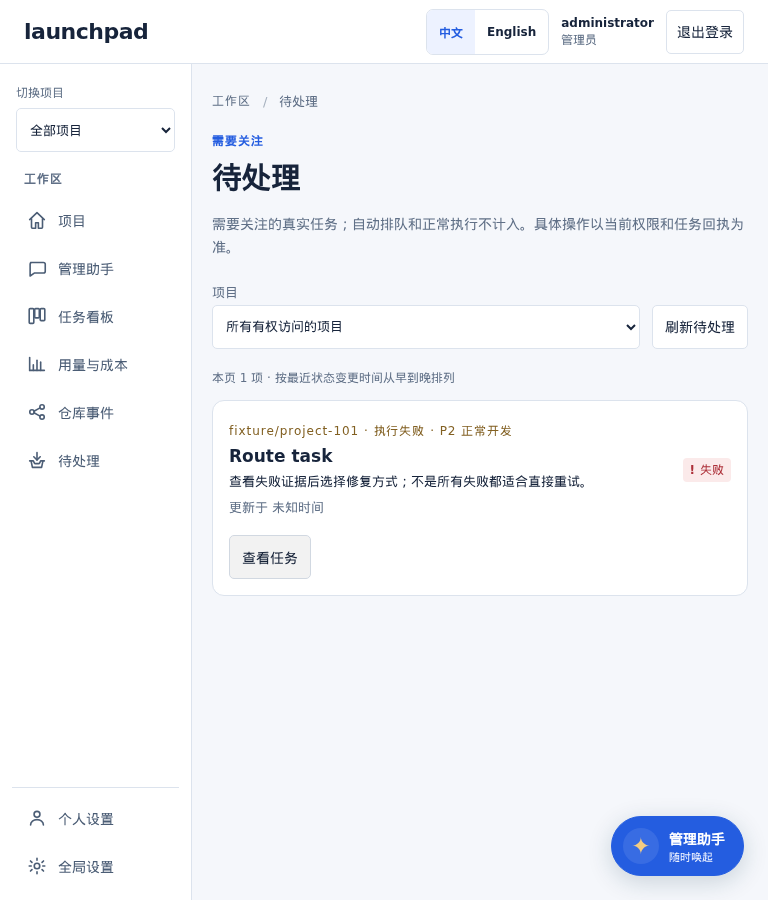 launchpad
中文
English
administrator
管理员
退出登录
切换项目
全部项目
工作区
项目
管理助手
任务看板
用量与成本
仓库事件
待处理
个人设置
全局设置
工作区 / 待处理
需要关注
待处理
需要关注的真实任务；自动排队和正常执行不计入。具体操作以当前权限和任务回执为
准。
项目
所有有权访问的项目
刷新待处理
本页 1 项 · 按最近状态变更时间从早到晚排列
fixture/project-101 · 执行失败 · P2 正常开发
Route task
! 失败
查看失败证据后选择修复方式；不是所有失败都适合直接重试。
更新于 未知时间
查看任务
管理助手
随时唤起